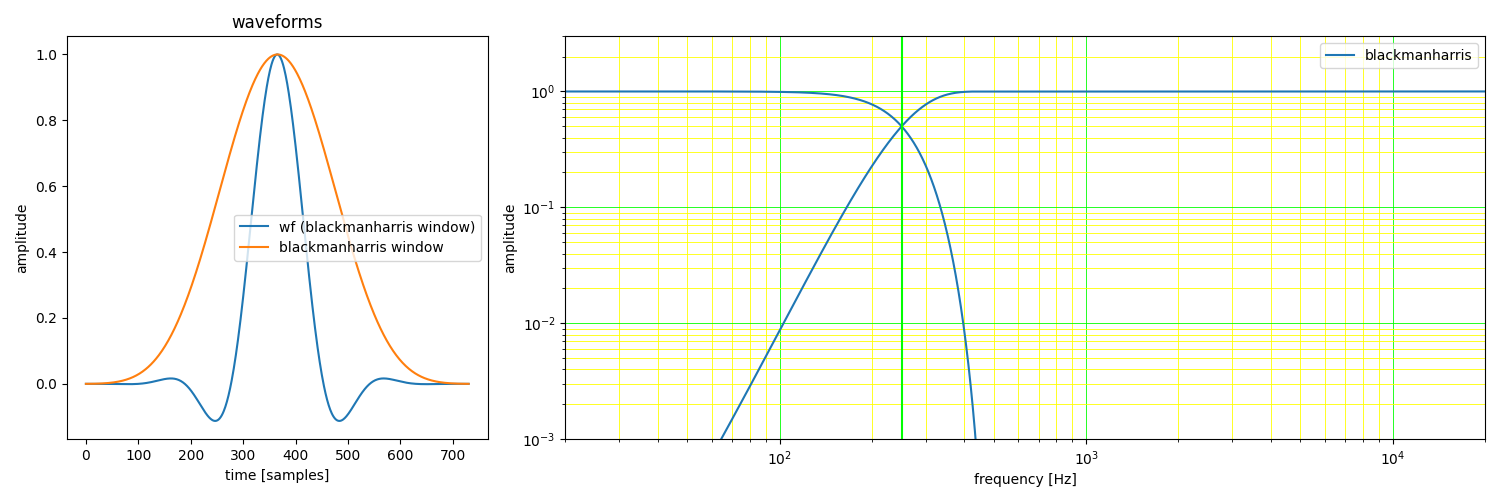 waveforms
amplitude
1.0
0.8
0.6
0.4
0.2
0.0
wf (blackmanharris window)
blackmanharris window
0 100 200 300 400 500 600 700
time [samples]
amplitude
10⁰
10⁻¹
10⁻²
10⁻³
blackmanharris
10² 10³ 10⁴
frequency [Hz]